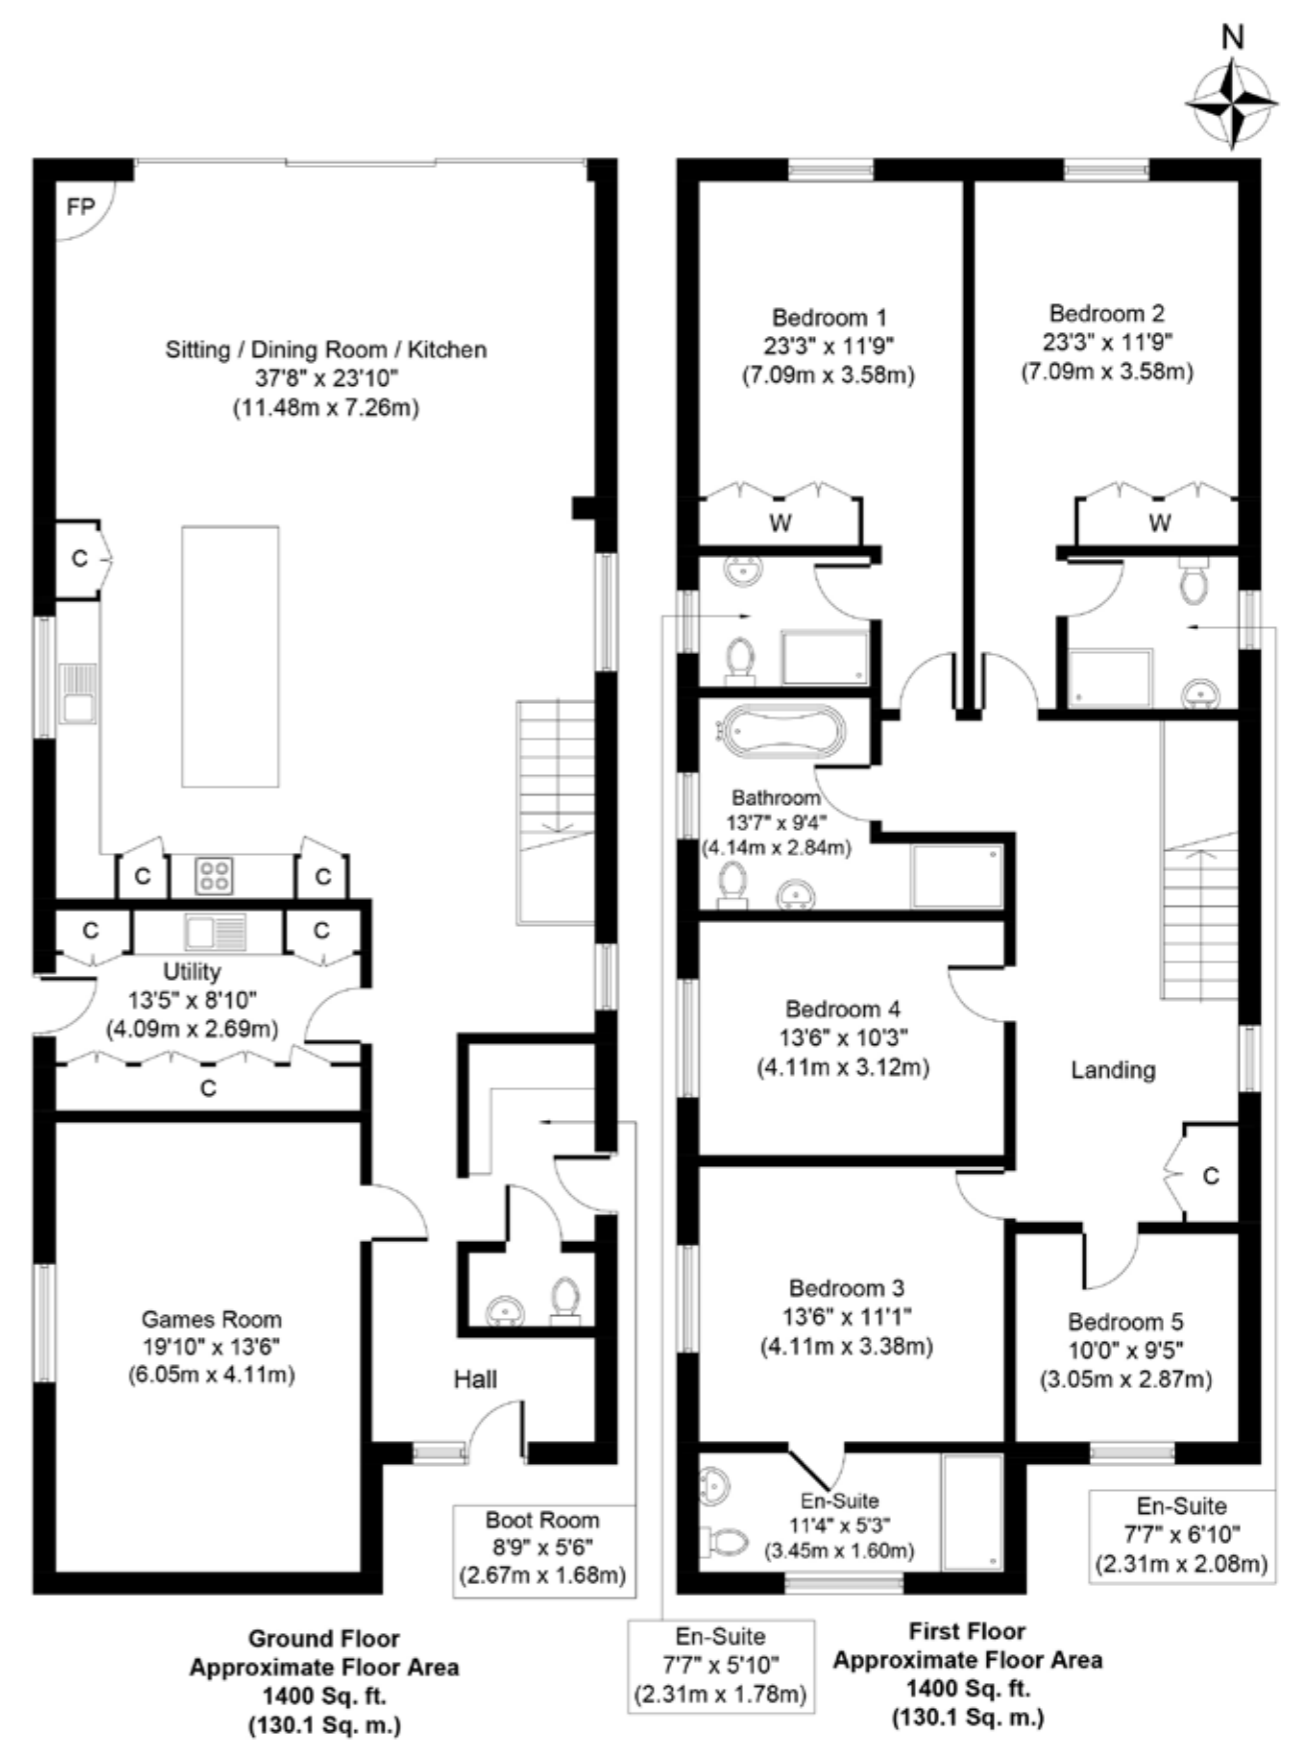 N
FP
Sitting / Dining Room / Kitchen
37'8" x 23'10"
(11.48m x 7.26m)
C
C
C
C
C
Utility
13'5" x 8'10"
(4.09m x 2.69m)
C
Games Room
19'10" x 13'6"
(6.05m x 4.11m)
Hall
Boot Room
8'9" x 5'6"
(2.67m x 1.68m)
Ground Floor
Approximate Floor Area
1400 Sq. ft.
(130.1 Sq. m.)
Bedroom 1
23'3" x 11'9"
(7.09m x 3.58m)
Bedroom 2
23'3" x 11'9"
(7.09m x 3.58m)
W
W
Bathroom
13'7" x 9'4"
(4.14m x 2.84m)
Bedroom 4
13'6" x 10'3"
(4.11m x 3.12m)
Landing
C
Bedroom 3
13'6" x 11'1"
(4.11m x 3.38m)
Bedroom 5
10'0" x 9'5"
(3.05m x 2.87m)
En-Suite
11'4" x 5'3"
(3.45m x 1.60m)
En-Suite
7'7" x 6'10"
(2.31m x 2.08m)
En-Suite
7'7" x 5'10"
(2.31m x 1.78m)
First Floor
Approximate Floor Area
1400 Sq. ft.
(130.1 Sq. m.)